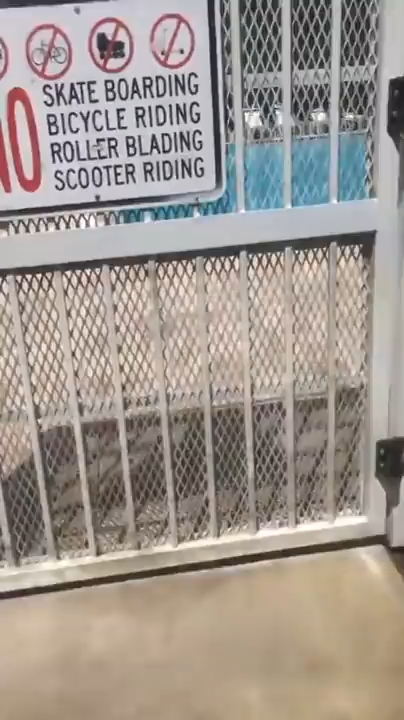 NO
SKATE BOARDING
BICYCLE RIDING
ROLLER BLADING
SCOOTER RIDING